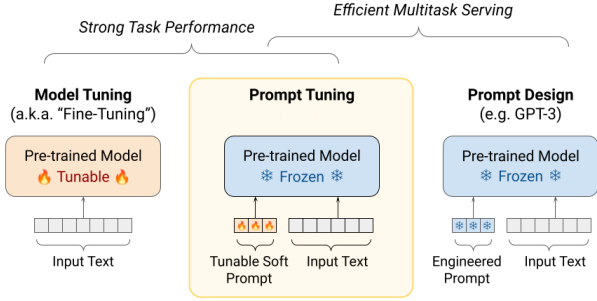 Efficient Multitask Serving
Strong Task Performance
Model Tuning
(a.k.a. “Fine-Tuning”)
Pre-trained Model
Tunable
Input Text
Prompt Tuning
Pre-trained Model
Frozen
Tunable Soft
Prompt
Input Text
Prompt Design
(e.g. GPT-3)
Pre-trained Model
Frozen
Engineered
Prompt
Input Text